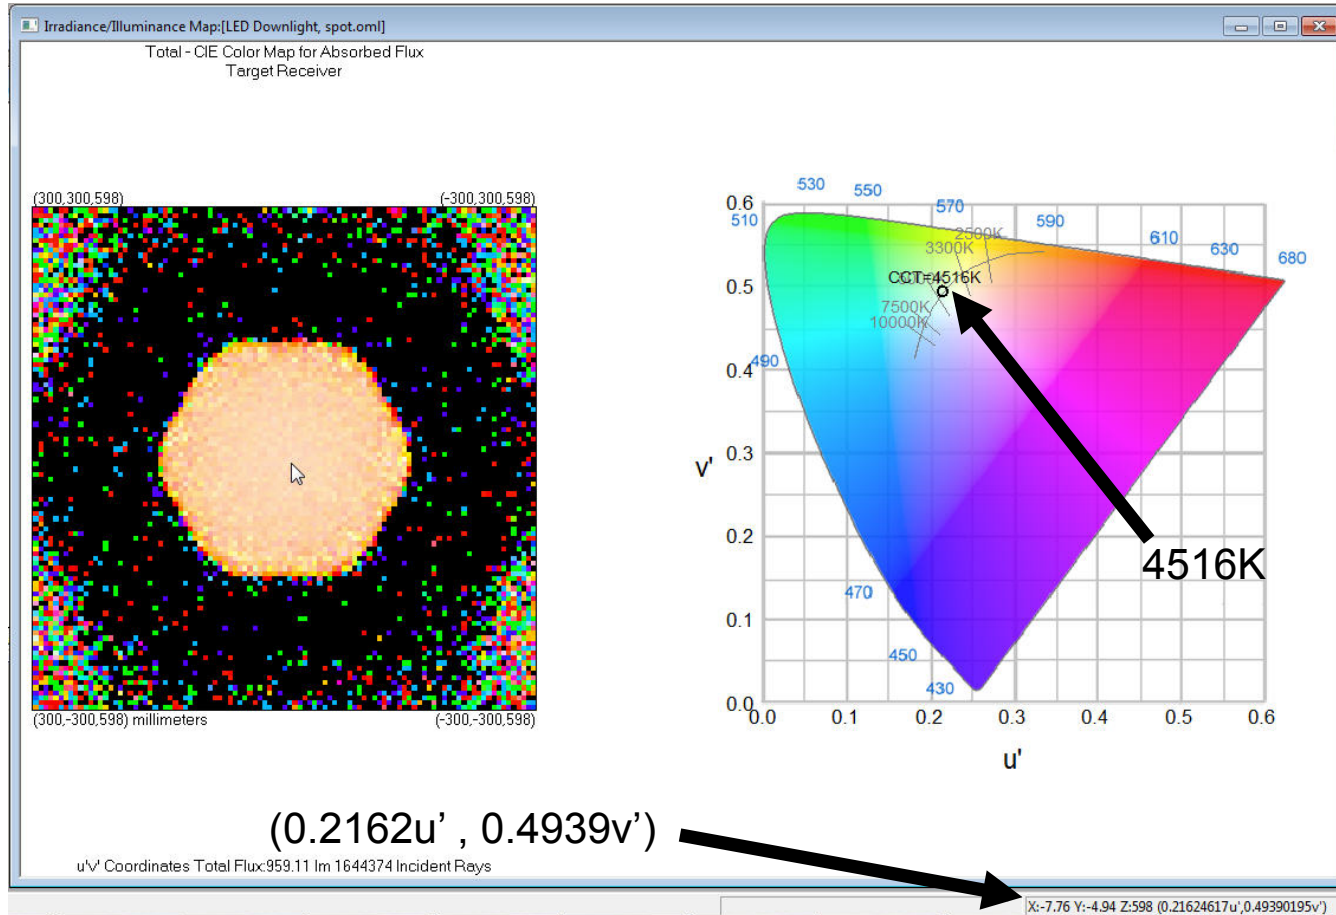 Irradiance/Illuminance Map:[LED Downlight, spot.oml]
Total - CIE Color Map for Absorbed Flux
Target Receiver
(300,300,598)
(-300,300,598)
(300,-300,598) millimeters
(-300,-300,598)
530
550
570
590
610
630
680
510
490
470
450
430
0.6
0.5
0.4
0.3
0.2
0.1
0.0
v'
2500K
3300K
CCT=4516K
7500K
10000K
4516K
0.0 0.1 0.2 0.3 0.4 0.5 0.6
u'
(0.2162u’ , 0.4939v’)
u'v' Coordinates Total Flux:959.11 lm 1644374 Incident Rays
X:-7.76 Y:-4.94 Z:598 (0.21624617u',0.49390195v')